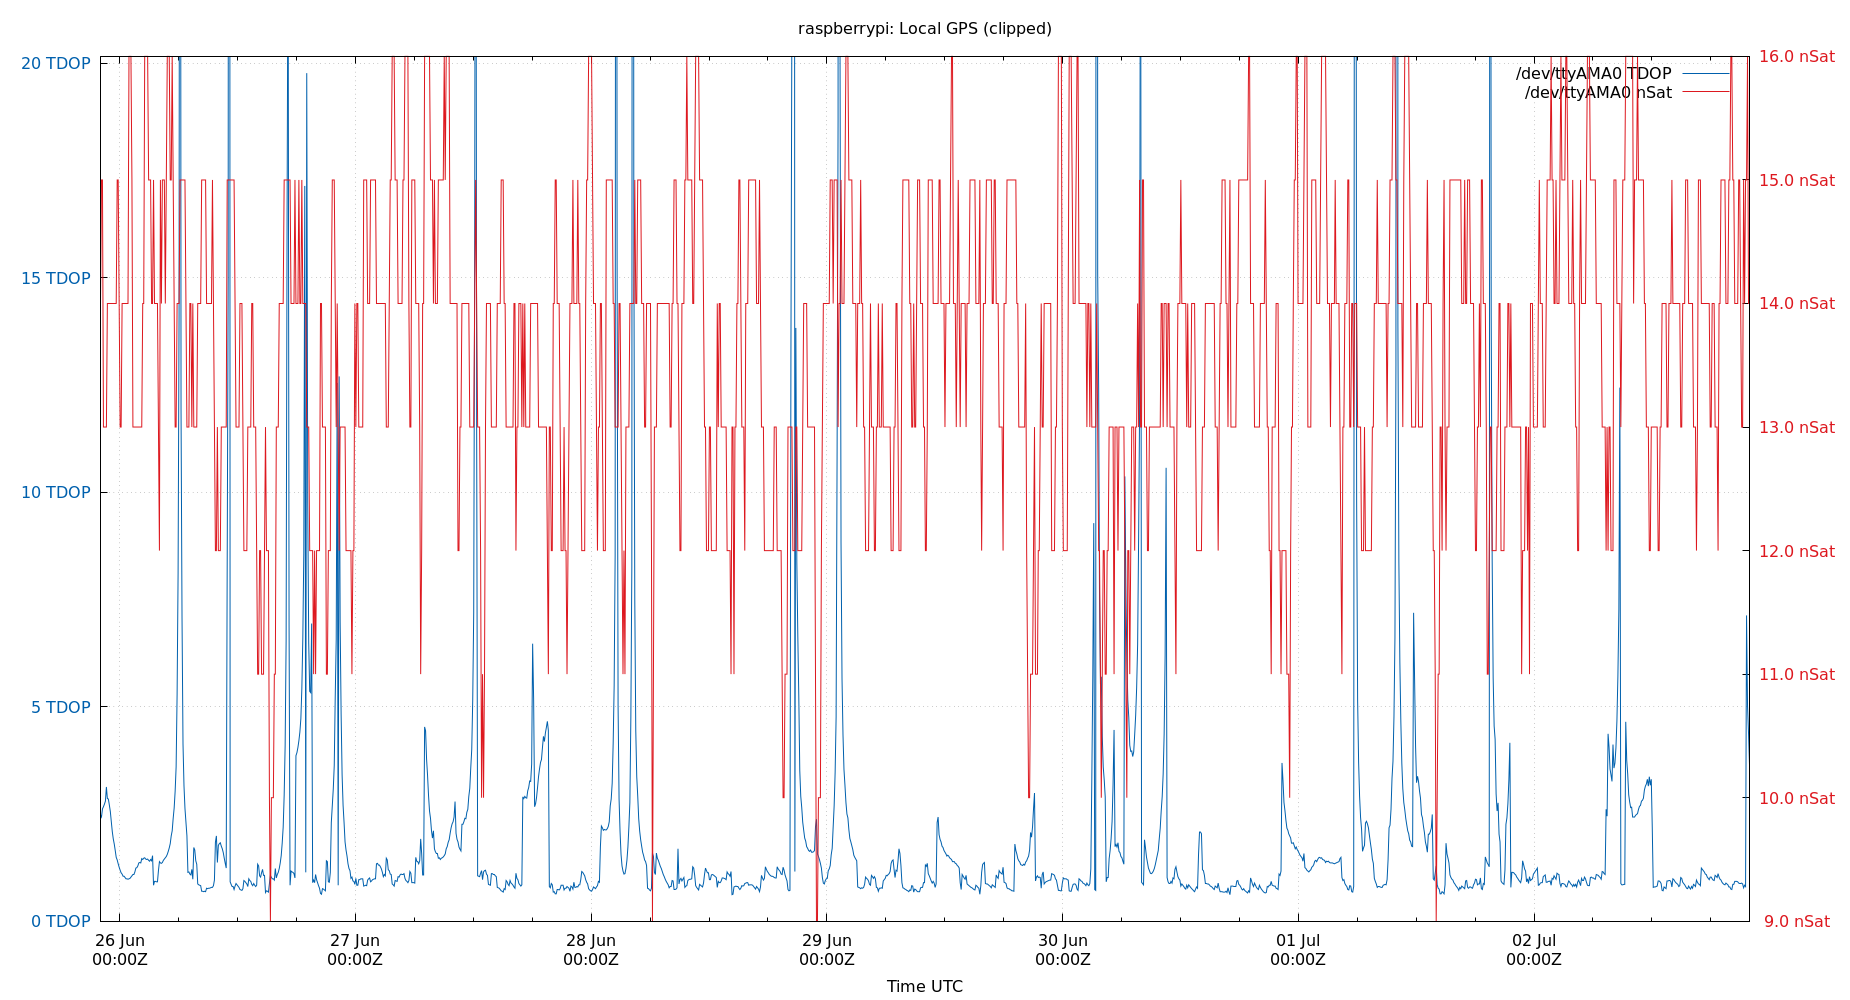 raspberrypi: Local GPS (clipped)
20 TDOP
15 TDOP
10 TDOP
5 TDOP
0 TDOP
16.0 nSat
15.0 nSat
14.0 nSat
13.0 nSat
12.0 nSat
11.0 nSat
10.0 nSat
9.0 nSat
/dev/ttyAMA0 TDOP
/dev/ttyAMA0 nSat
26 Jun
00:00Z
27 Jun
00:00Z
28 Jun
00:00Z
29 Jun
00:00Z
30 Jun
00:00Z
01 Jul
00:00Z
02 Jul
00:00Z
Time UTC